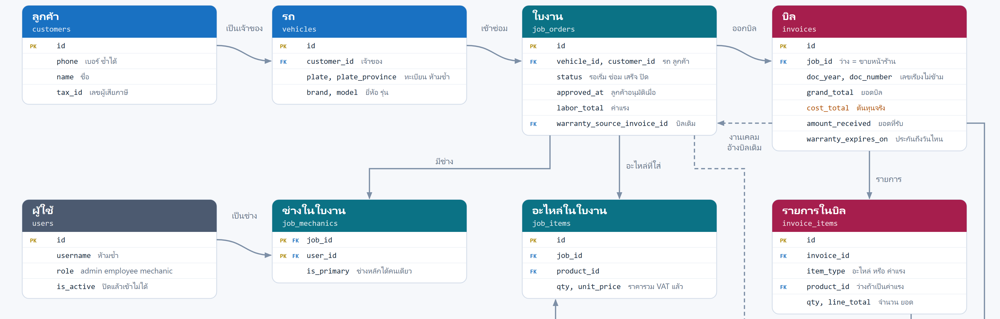 ลูกค้า
customers
PK id
phone เบอร์ ซ้ำได้
name ชื่อ
tax_id เลขผู้เสียภาษี
เป็นเจ้าของ
รถ
vehicles
PK id
FK customer_id เจ้าของ
plate, plate_province ทะเบียน ห้ามซ้ำ
brand, model ยี่ห้อ รุ่น
เข้าซ่อม
ใบงาน
job_orders
PK id
FK vehicle_id, customer_id รถ ลูกค้า
status รอเริ่ม ซ่อม เสร็จ ปิด
approved_at ลูกค้าอนุมัติเมื่อ
labor_total ค่าแรง
FK warranty_source_invoice_id บิลเดิม
ออกบิล
บิล
invoices
PK id
FK job_id ว่าง = ขายหน้าร้าน
doc_year, doc_number เลขเรียงไม่ข้าม
grand_total ยอดบิล
cost_total ต้นทุนจริง
amount_received ยอดที่รับ
warranty_expires_on ประกันถึงวันไหน
งานเคลม
อ้างบิลเดิม
มีช่าง
อะไหล่ที่ใส่
รายการ
ผู้ใช้
users
PK id
username ห้ามซ้ำ
role admin employee mechanic
is_active ปิดแล้วเข้าไม่ได้
เป็นช่าง
ช่างในใบงาน
job_mechanics
PK FK job_id
PK FK user_id
is_primary ช่างหลักได้คนเดียว
อะไหล่ในใบงาน
job_items
PK id
FK job_id
FK product_id
qty, unit_price ราคารวม VAT แล้ว
รายการในบิล
invoice_items
PK id
FK invoice_id
item_type อะไหล่ หรือ ค่าแรง
FK product_id ว่างถ้าเป็นค่าแรง
qty, line_total จำนวน ยอด